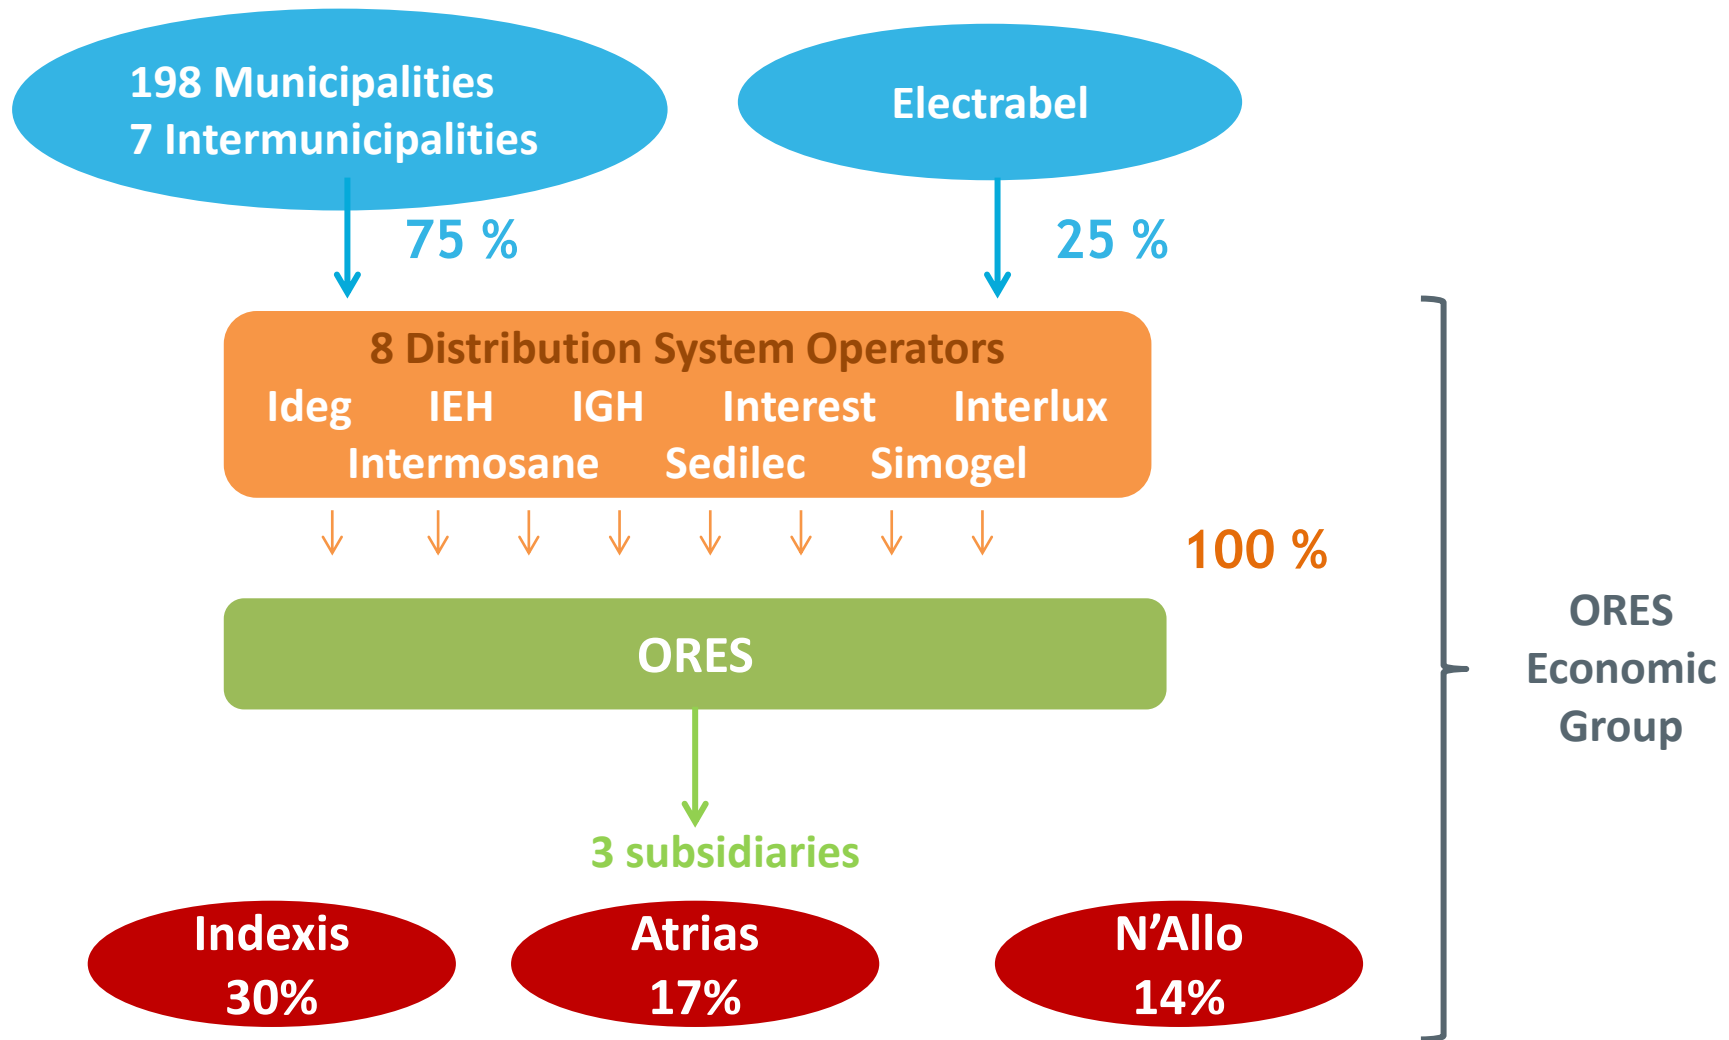 198 Municipalities
7 Intermunicipalities
Electrabel
75 %
25 %
8 Distribution System Operators
Ideg IEH IGH Interest Interlux
Intermosane Sedilec Simogel
100 %
ORES
ORES
Economic
Group
3 subsidiaries
Indexis
30%
Atrias
17%
N’Allo
14%